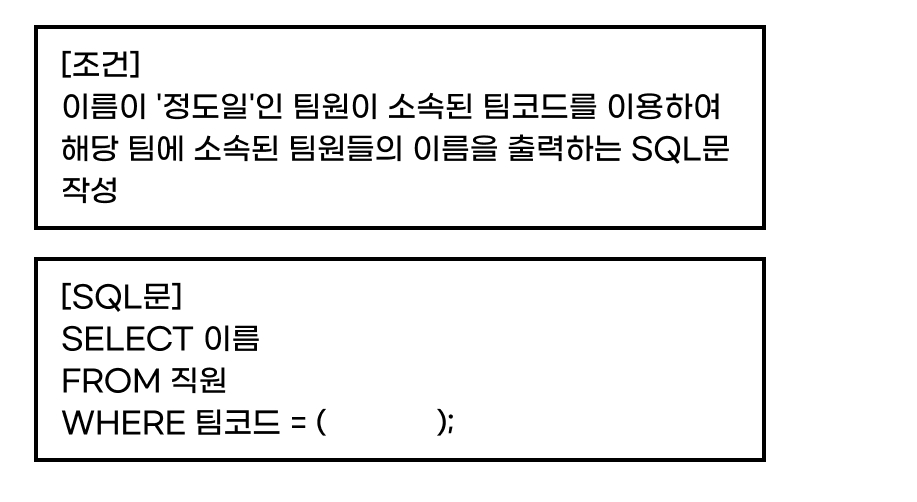 [조건]
이름이 '정도일'인 팀원이 소속된 팀코드를 이용하여
해당 팀에 소속된 팀원들의 이름을 출력하는 SQL문
작성
[SQL문]
SELECT 이름
FROM 직원
WHERE 팀코드 = (          );